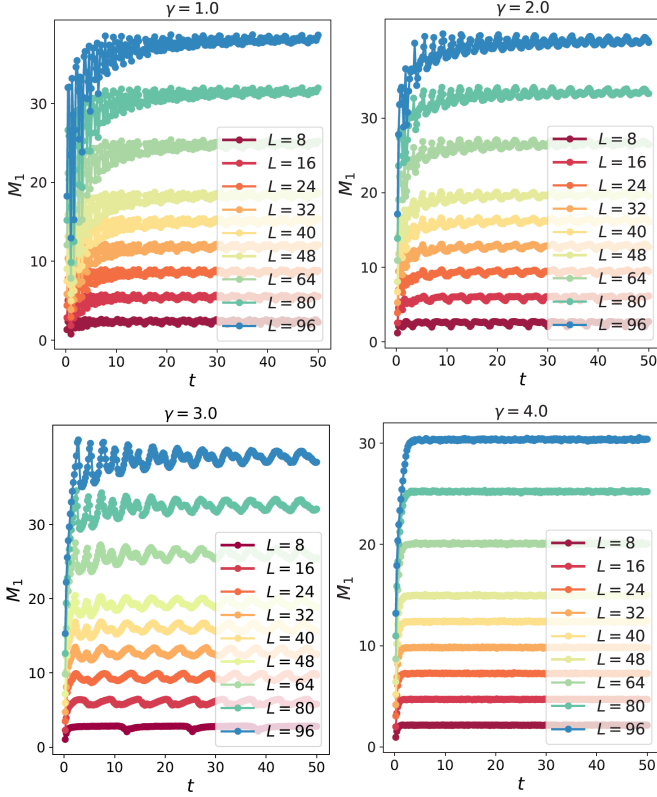 γ = 1.0
M₁
30
20
10
0
L = 8
L = 16
L = 24
L = 32
L = 40
L = 48
L = 64
L = 80
L = 96
0 10 20 30 40 50
t
γ = 2.0
M₁
30
20
10
0
L = 8
L = 16
L = 24
L = 32
L = 40
L = 48
L = 64
L = 80
L = 96
0 10 20 30 40 50
t
γ = 3.0
M₁
30
20
10
0
L = 8
L = 16
L = 24
L = 32
L = 40
L = 48
L = 64
L = 80
L = 96
0 10 20 30 40 50
t
γ = 4.0
M₁
30
20
10
0
L = 8
L = 16
L = 24
L = 32
L = 40
L = 48
L = 64
L = 80
L = 96
0 10 20 30 40 50
t